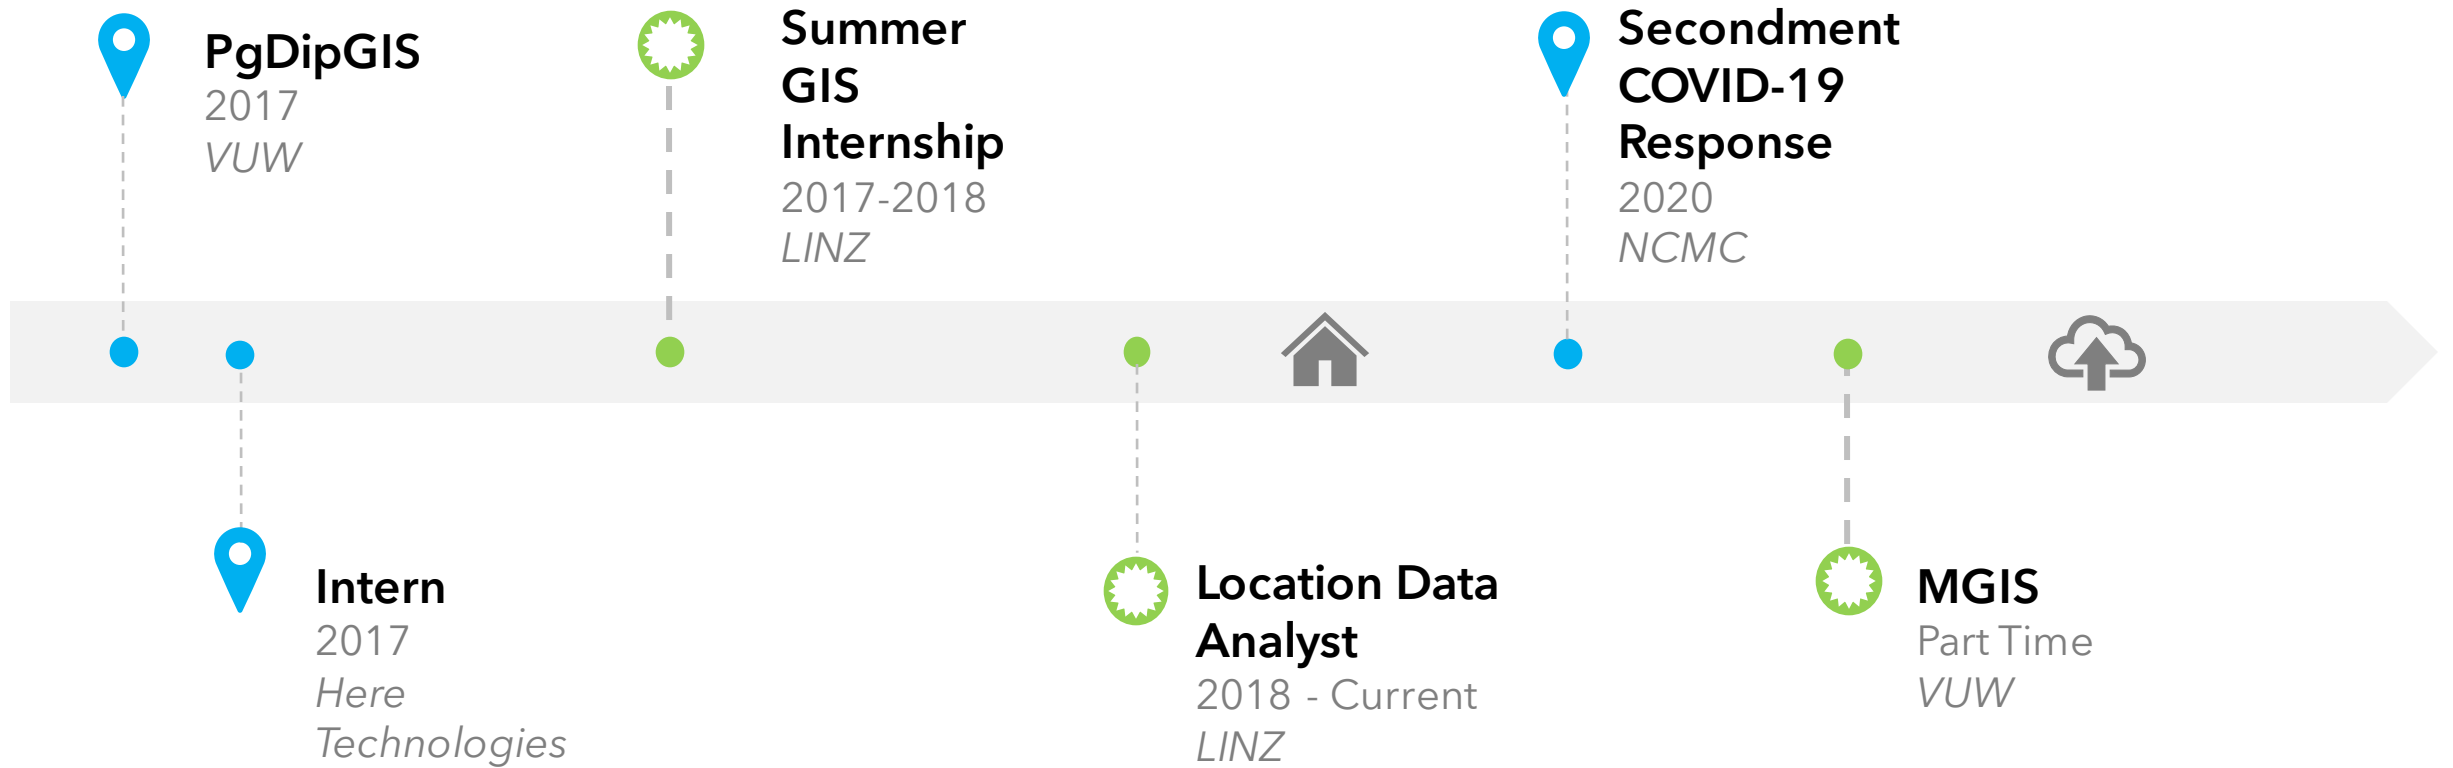 PgDipGIS
2017
VUW
Summer
GIS
Internship
2017-2018
LINZ
Secondment
COVID-19
Response
2020
NCMC
Intern
2017
Here
Technologies
Location Data
Analyst
2018 - Current
LINZ
MGIS
Part Time
VUW